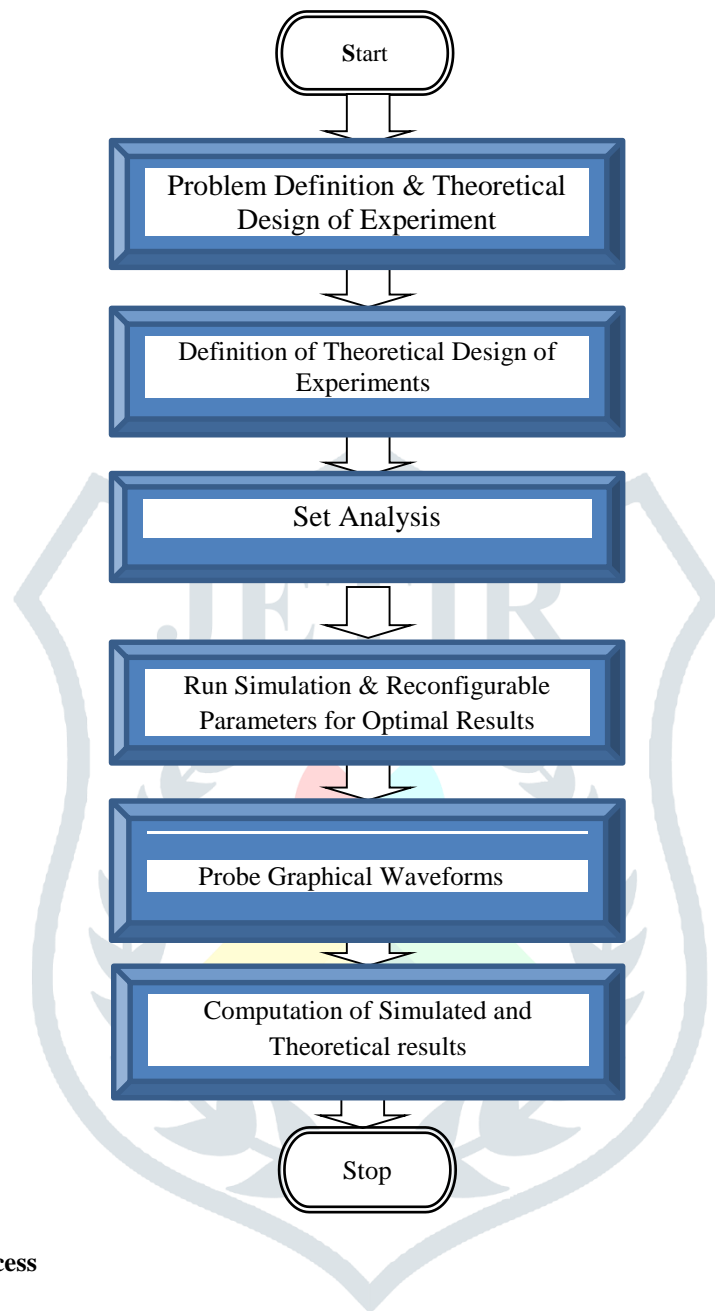 Start
Problem Definition & Theoretical
Design of Experiment
Definition of Theoretical Design of
Experiments
Set Analysis
JETIR
Run Simulation & Reconfigurable
Parameters for Optimal Results
Probe Graphical Waveforms
Computation of Simulated and
Theoretical results
Stop
cess